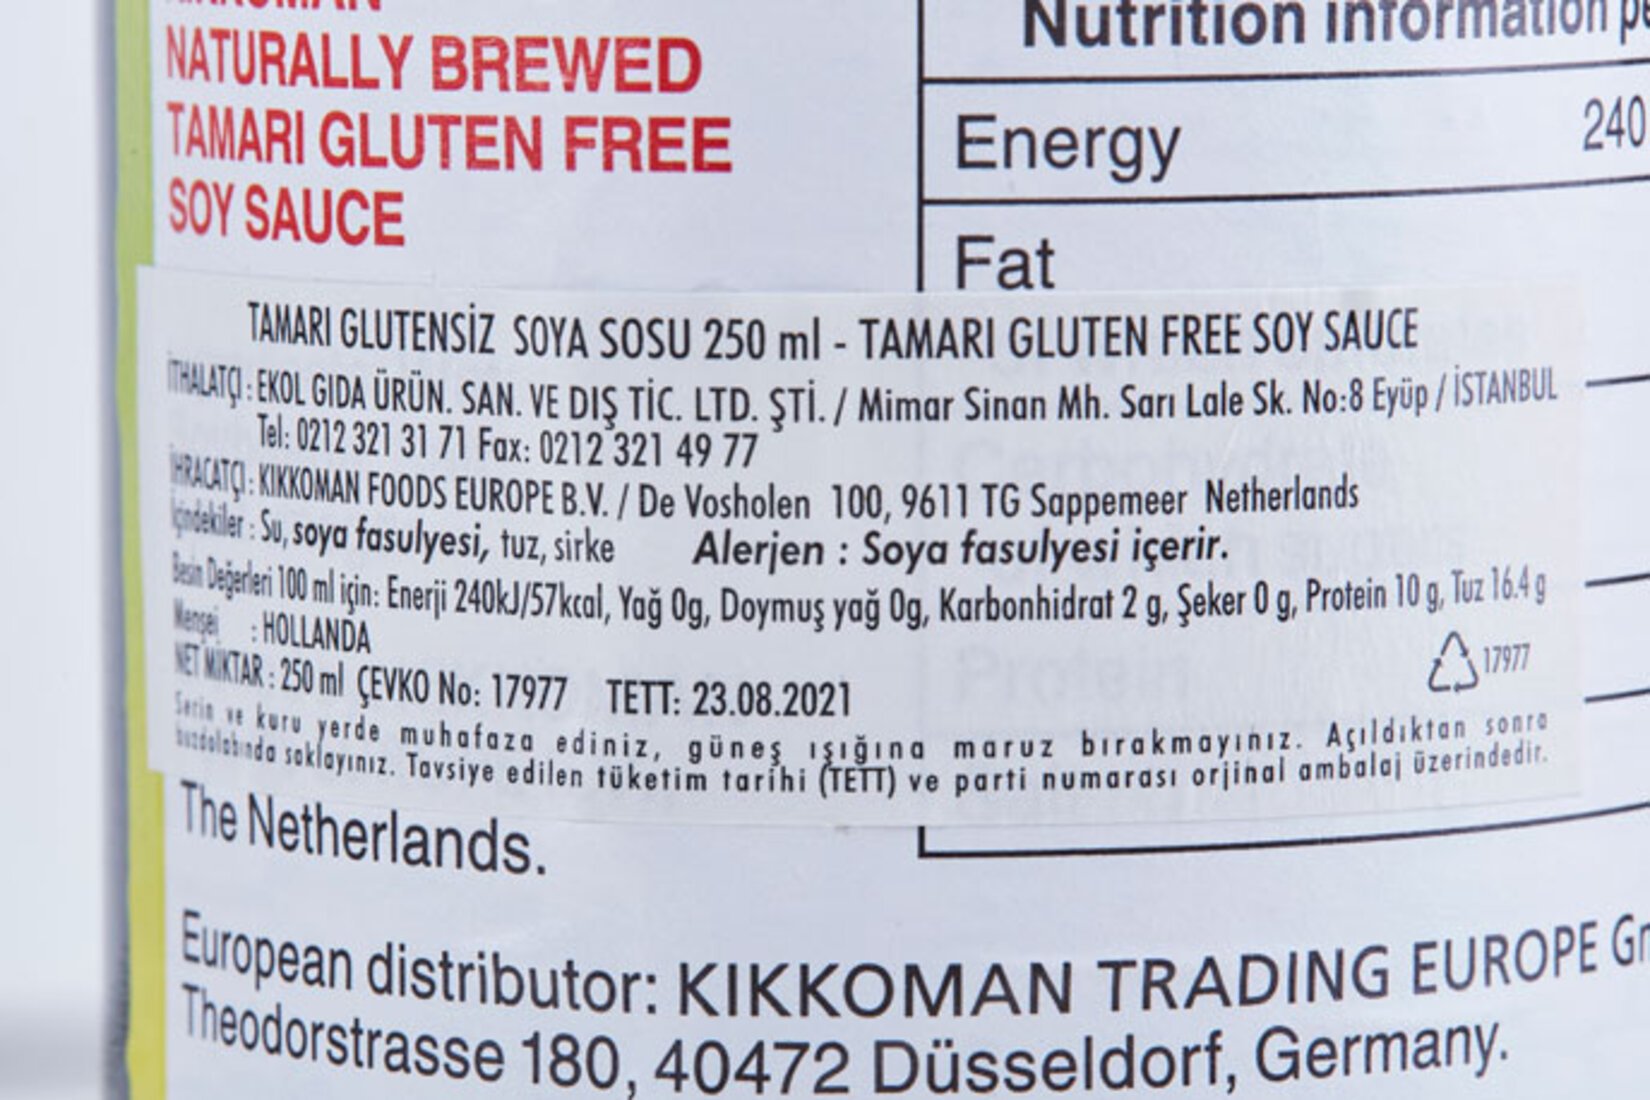 KIKKOMAN
NATURALLY BREWED
TAMARI GLUTEN FREE
SOY SAUCE
Nutrition information
Energy 240
Fat
TAMARI GLUTENSİZ SOYA SOSU 250 ml - TAMARI GLUTEN FREE SOY SAUCE
İTHALATÇI : EKOL GIDA ÜRÜN. SAN. VE DIŞ TİC. LTD. ŞTİ. / Mimar Sinan Mh. Sarı Lale Sk. No:8 Eyüp / İSTANBUL
Tel: 0212 321 31 71 Fax: 0212 321 49 77
İHRACATÇI : KIKKOMAN FOODS EUROPE B.V. / De Vosholen 100, 9611 TG Sappemeer Netherlands
İçindekiler : Su, soya fasulyesi, tuz, sirke Alerjen : Soya fasulyesi içerir.
Besin Değerleri 100 ml için: Enerji 240kJ/57kcal, Yağ 0g, Doymuş yağ 0g, Karbonhidrat 2 g, Şeker 0 g, Protein 10 g, Tuz 16.4 g
Menşei : HOLLANDA
NET MİKTAR : 250 ml ÇEVKO No: 17977 TETT: 23.08.2021
17977
Serin ve kuru yerde muhafaza ediniz, güneş ışığına maruz bırakmayınız. Açıldıktan sonra
buzdolabında saklayınız. Tavsiye edilen tüketim tarihi (TETT) ve parti numarası orjinal ambalaj üzerindedir.
Protein
The Netherlands.
European distributor: KIKKOMAN TRADING EUROPE
Theodorstrasse 180, 40472 Düsseldorf, Germany.